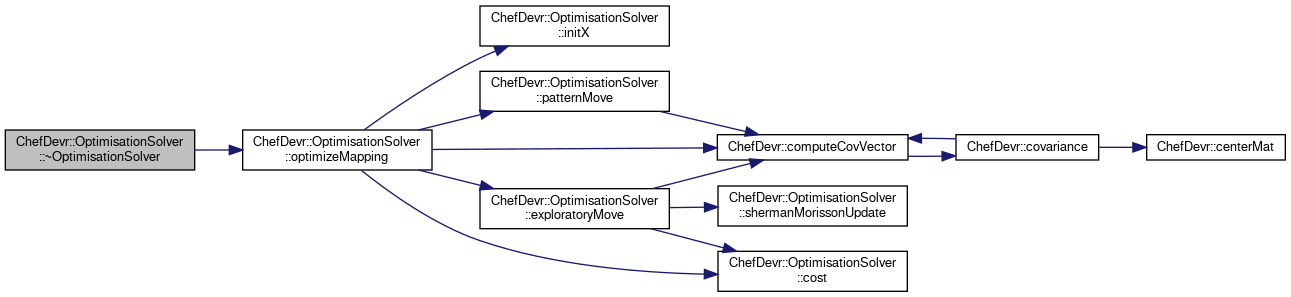 ChefDevr::OptimisationSolver
::~OptimisationSolver
ChefDevr::OptimisationSolver
::optimizeMapping
ChefDevr::OptimisationSolver
::initX
ChefDevr::OptimisationSolver
::patternMove
ChefDevr::OptimisationSolver
::exploratoryMove
ChefDevr::computeCovVector
ChefDevr::OptimisationSolver
::shermanMorissonUpdate
ChefDevr::OptimisationSolver
::cost
ChefDevr::covariance
ChefDevr::centerMat